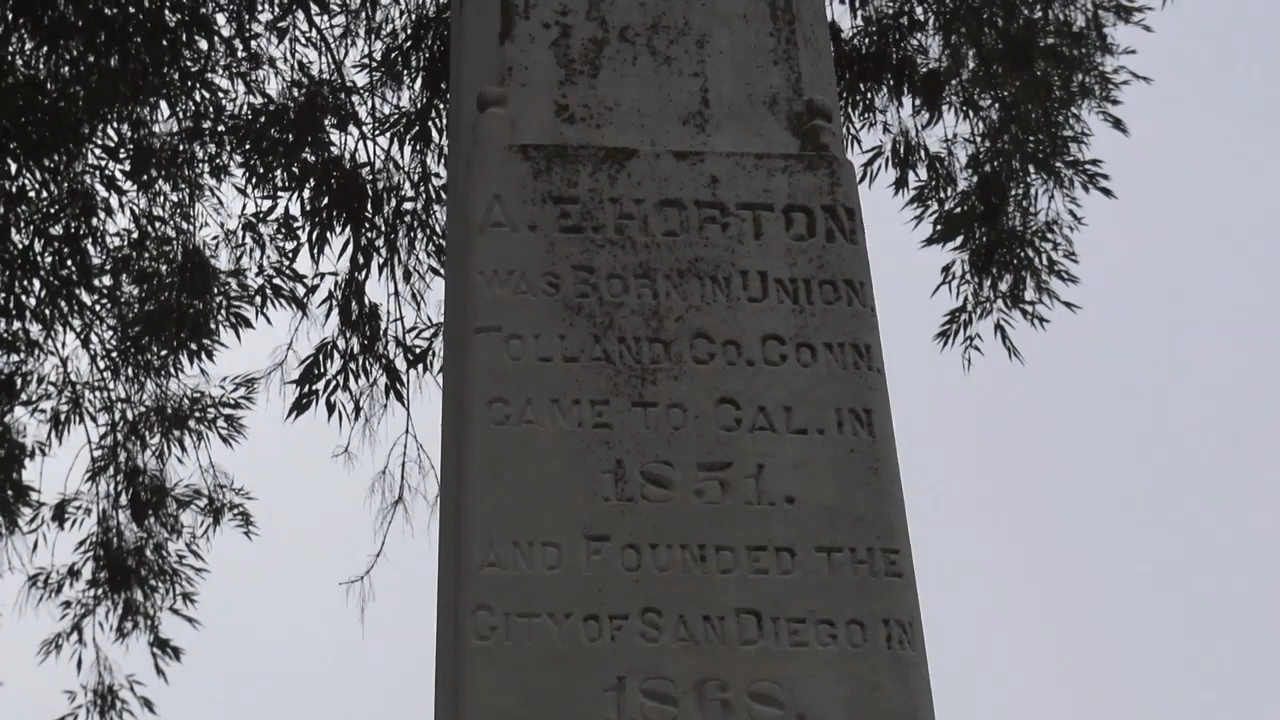 A. E. HORTON
WAS BORN IN UNION,
TOLLAND CO. CONN.
CAME TO CAL. IN
1851.
AND FOUNDED THE
CITY OF SAN DIEGO IN
1868.